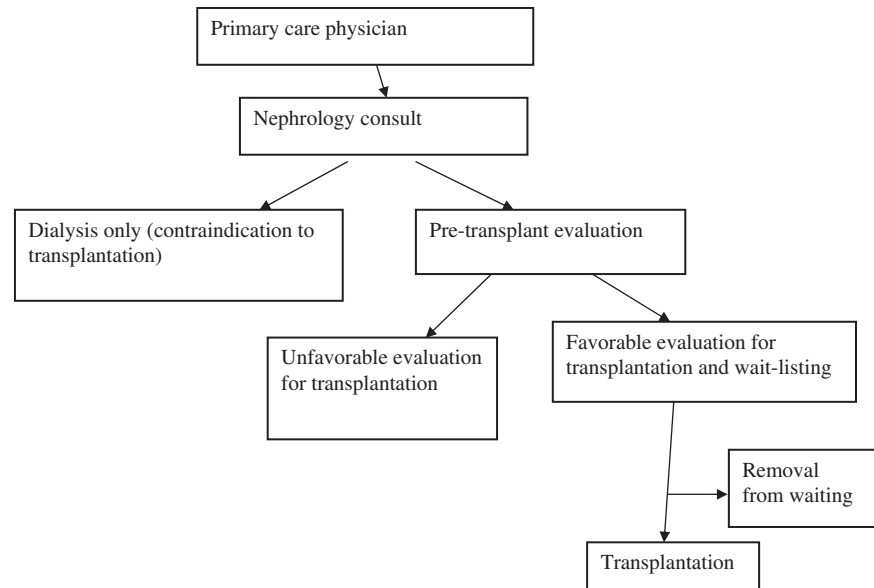 Primary care physician
Nephrology consult
Dialysis only (contraindication to
transplantation)
Pre-transplant evaluation
Unfavorable evaluation
for transplantation
Favorable evaluation for
transplantation and wait-listing
Removal
from waiting
Transplantation